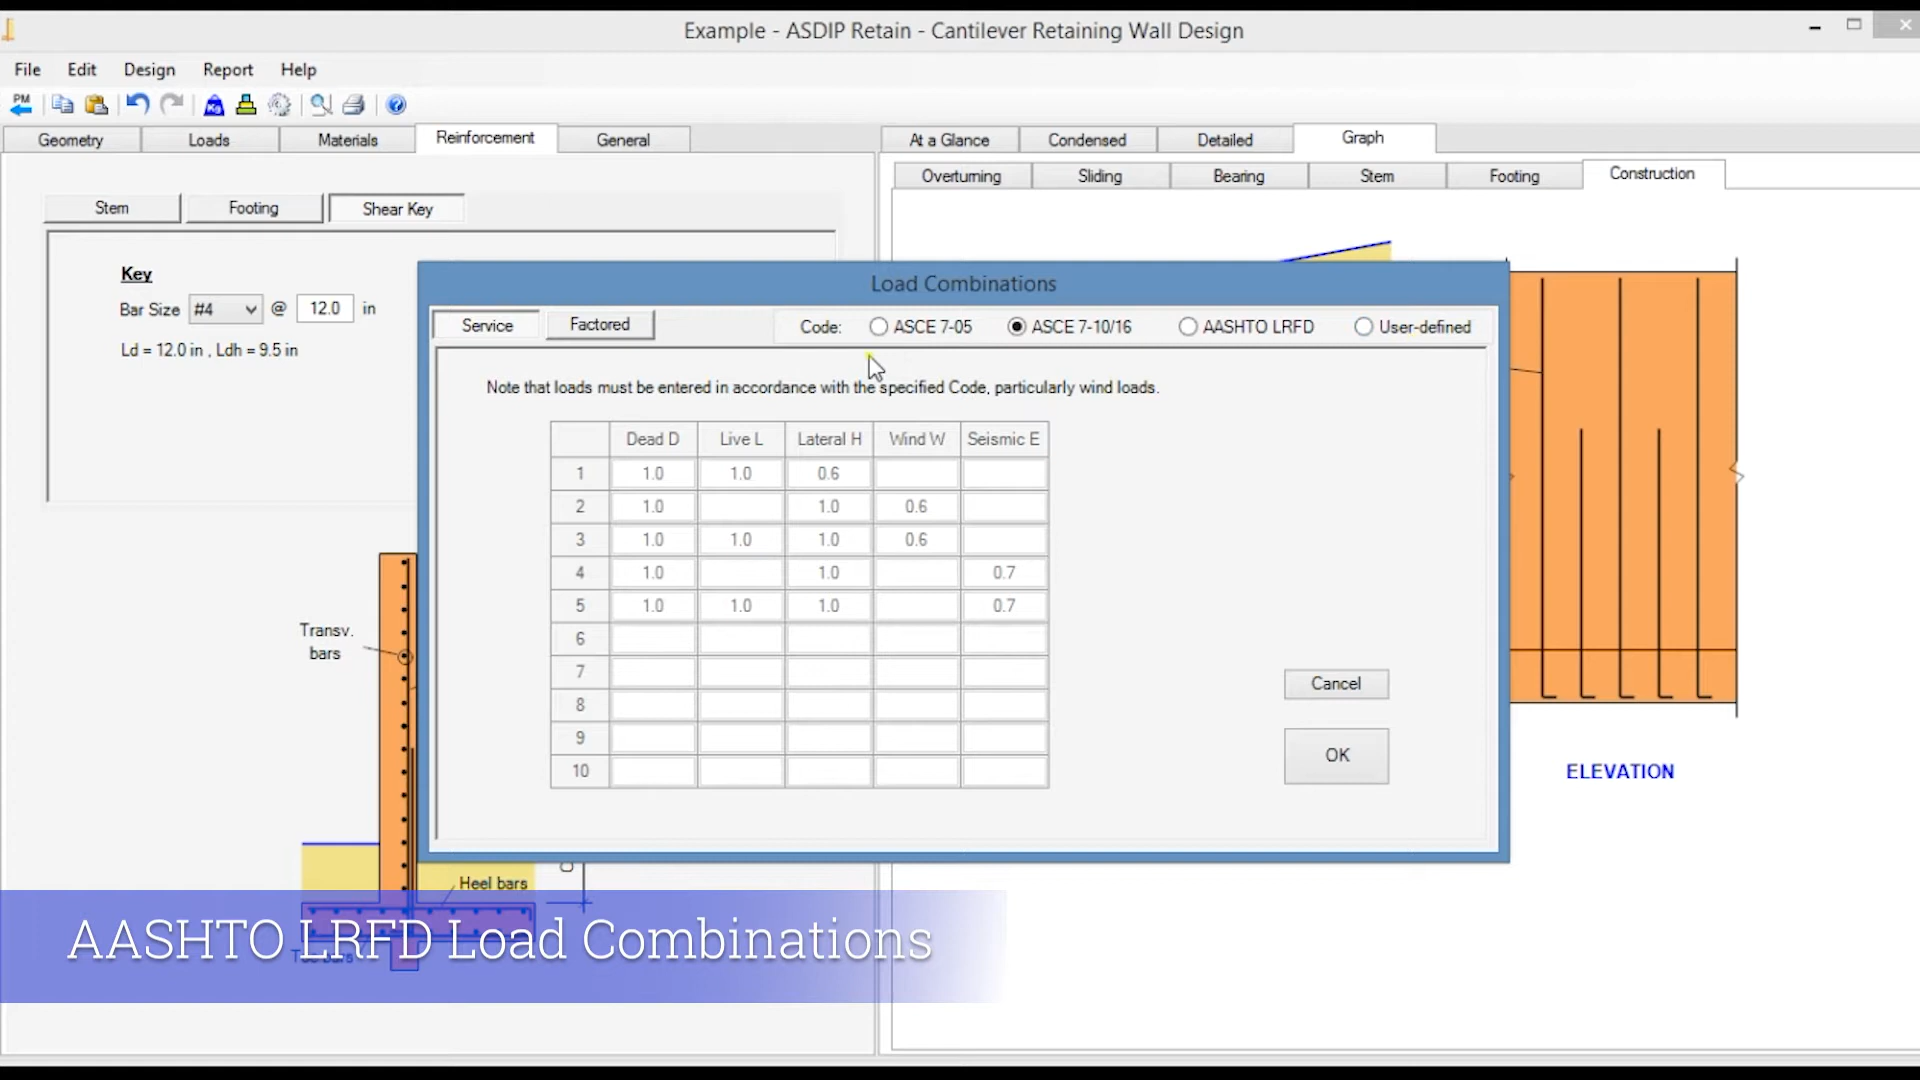 Example - ASDIP Retain - Cantilever Retaining Wall Design
File Edit Design Report Help
PM
Geometry Loads Materials Reinforcement General
At a Glance Condensed Detailed Graph
Overturning Sliding Bearing Stem Footing Construction
Stem Footing Shear Key
Key
Bar Size #4 @ 12.0 in
Ld = 12.0 in , Ldh = 9.5 in
Load Combinations
Service Factored Code: ASCE 7-05 ASCE 7-10/16 AASHTO LRFD User-defined
Note that loads must be entered in accordance with the specified Code, particularly wind loads.
Dead D Live L Lateral H Wind W Seismic E
1 1.0 1.0 0.6
2 1.0 1.0 0.6
3 1.0 1.0 1.0 0.6
4 1.0 1.0 0.7
5 1.0 1.0 1.0 0.7
6
7
8
9
10
Cancel
OK
Transv.
bars
Heel bars
ELEVATION
AASHTO LRFD Load Combinations